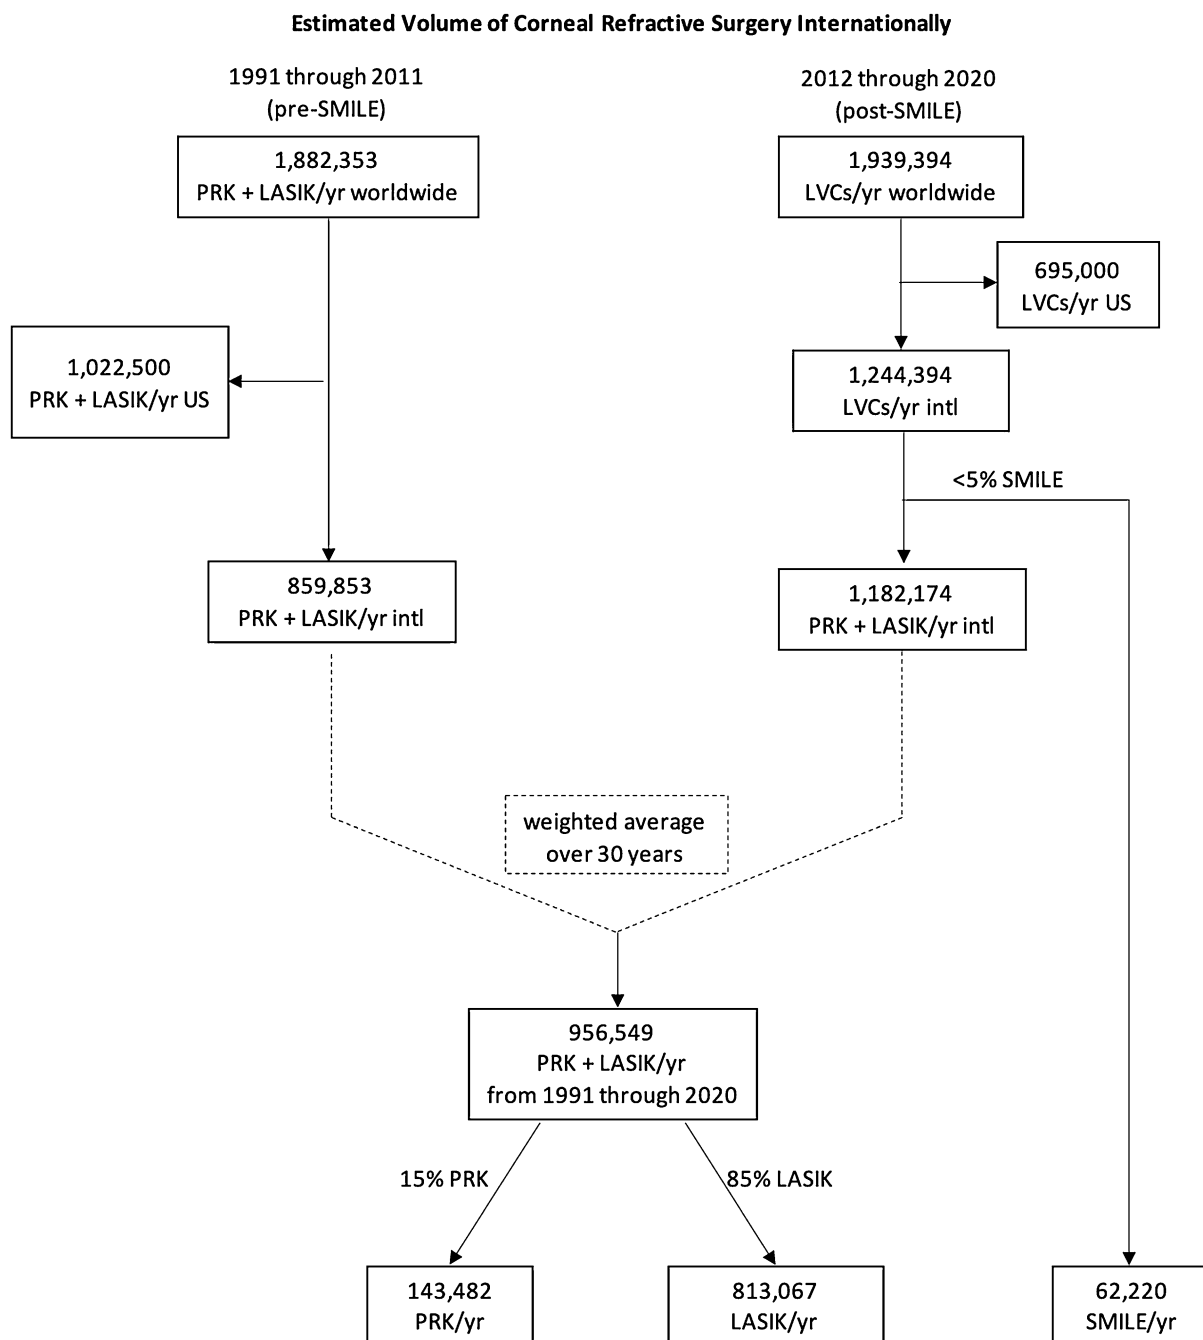 Estimated Volume of Corneal Refractive Surgery Internationally
1991 through 2011
(pre-SMILE)
2012 through 2020
(post-SMILE)
1,882,353
PRK + LASIK/yr worldwide
1,939,394
LVCs/yr worldwide
695,000
LVCs/yr US
1,022,500
PRK + LASIK/yr US
1,244,394
LVCs/yr intl
<5% SMILE
859,853
PRK + LASIK/yr intl
1,182,174
PRK + LASIK/yr intl
weighted average
over 30 years
956,549
PRK + LASIK/yr
from 1991 through 2020
15% PRK
85% LASIK
143,482
PRK/yr
813,067
LASIK/yr
62,220
SMILE/yr